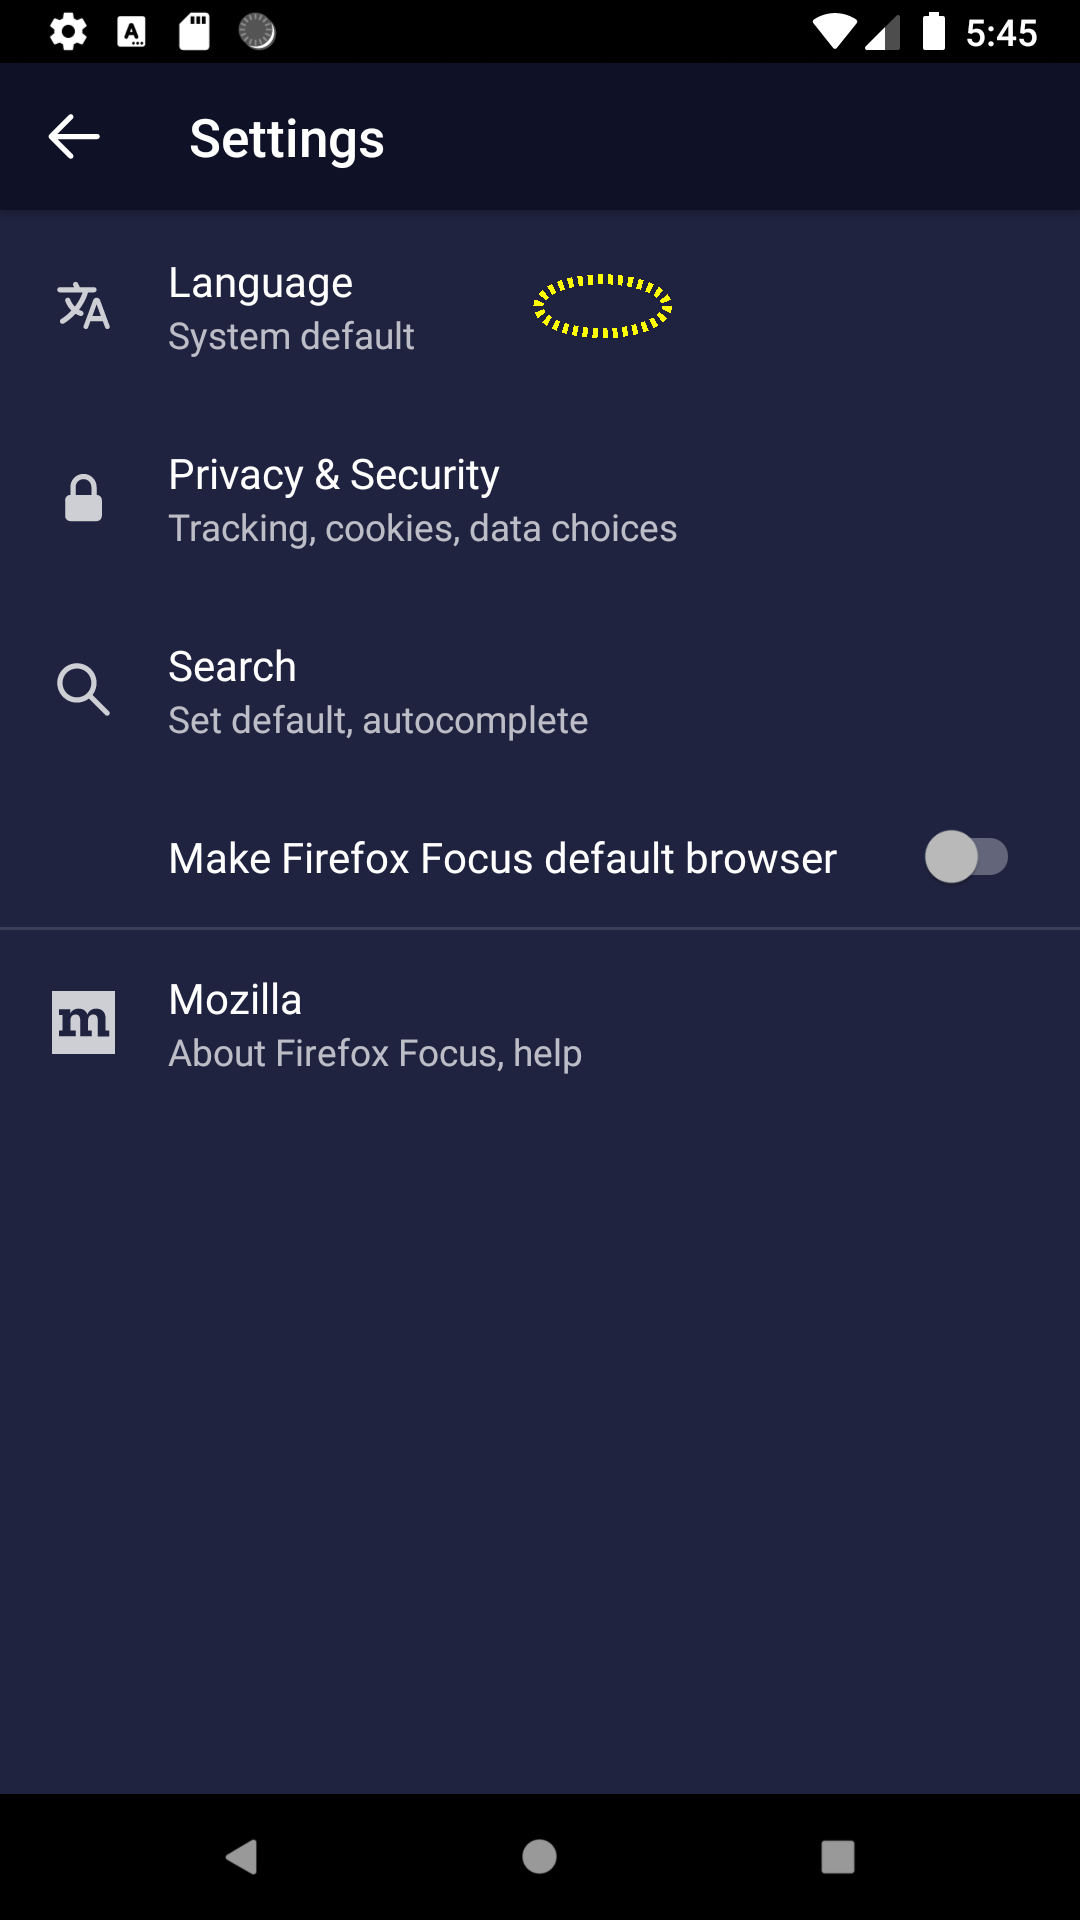 5:45
Settings
Language
System default
Privacy & Security
Tracking, cookies, data choices
Search
Set default, autocomplete
Make Firefox Focus default browser
m
Mozilla
About Firefox Focus, help